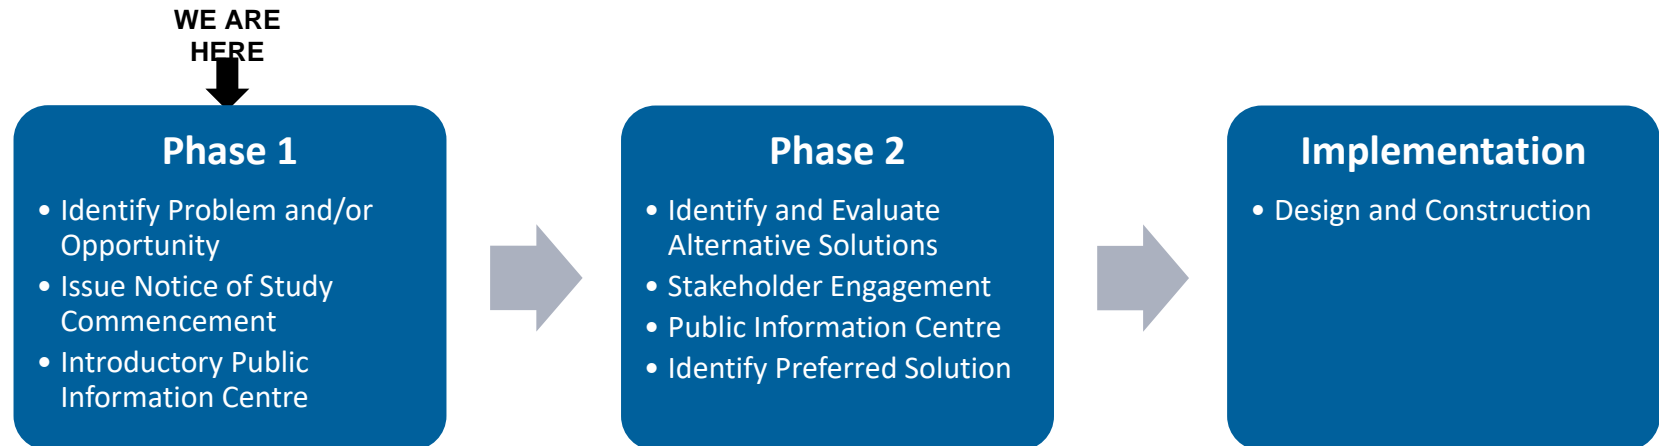 WE ARE
HERE
Phase 1
• Identify Problem and/or
Opportunity
• Issue Notice of Study
Commencement
• Introductory Public
Information Centre
Phase 2
• Identify and Evaluate
Alternative Solutions
• Stakeholder Engagement
• Public Information Centre
• Identify Preferred Solution
Implementation
• Design and Construction